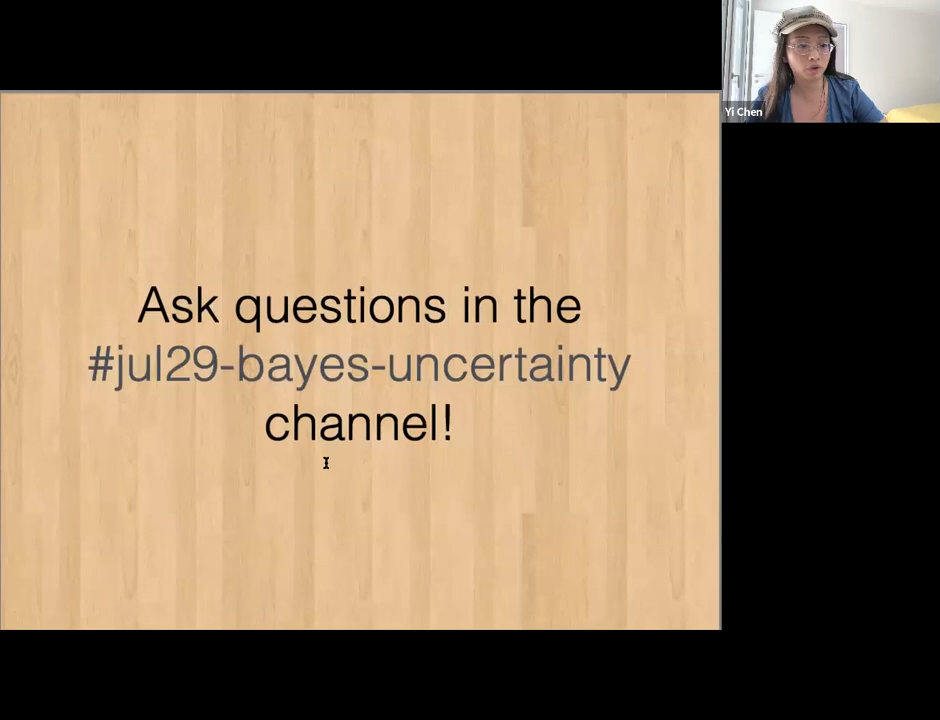 Yi Chen
Ask questions in the
#jul29-bayes-uncertainty
channel!